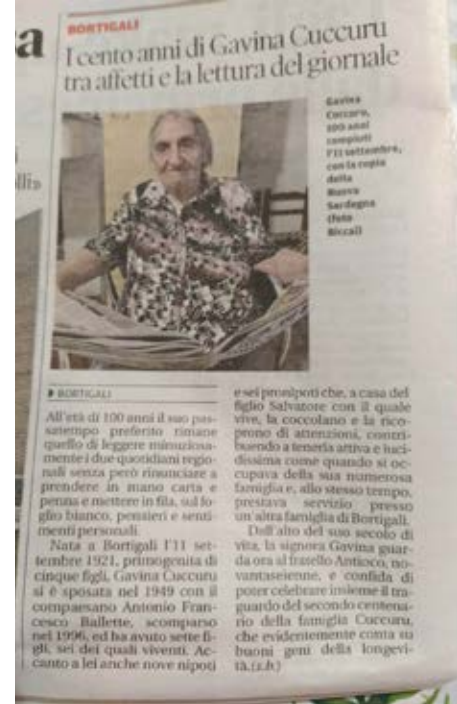 a
BORTIGALI
I cento anni di Gavina Cuccuru
tra affetti e la lettura del giornale
Gavina
Cuccuru,
100 anni
compiuti
l'11 settembre,
con la copia
della
Nuova
Sardegna
(foto
Biccai)
BORTIGALI
All'età di 100 anni il suo pas-
satempo preferito rimane
quello di leggere minuziosa-
mente i due quotidiani regio-
nali senza però rinunciare a
prendere in mano carta e
penna e mettere in fila, sul fo-
glio bianco, pensieri e senti-
menti personali.
Nata a Bortigali l'11 set-
tembre 1921, primogenita di
cinque figli, Gavina Cuccuru
si è sposata nel 1949 con il
compaesano Antonio Fran-
cesco Ballette, scomparso
nel 1996, ed ha avuto sette fi-
gli, sei dei quali viventi. Ac-
canto a lei anche nove nipoti
e sei pronipoti che, a casa del
figlio Salvatore con il quale
vive, la coccolano e la rico-
prono di attenzioni, contri-
buendo a tenerla attiva e luci-
dissima come quando si oc-
cupava della sua numerosa
famiglia e, allo stesso tempo,
prestava servizio presso
un'altra famiglia di Bortigali.
Dall'alto del suo secolo di
vita, la signora Gavina guar-
da ora al fratello Antioco, no-
vantaseienne, e confida di
poter celebrare insieme il tra-
guardo del secondo centena-
rio della famiglia Cuccuru,
che evidentemente conta su
buoni geni della longevi-
tà.(s.b.)